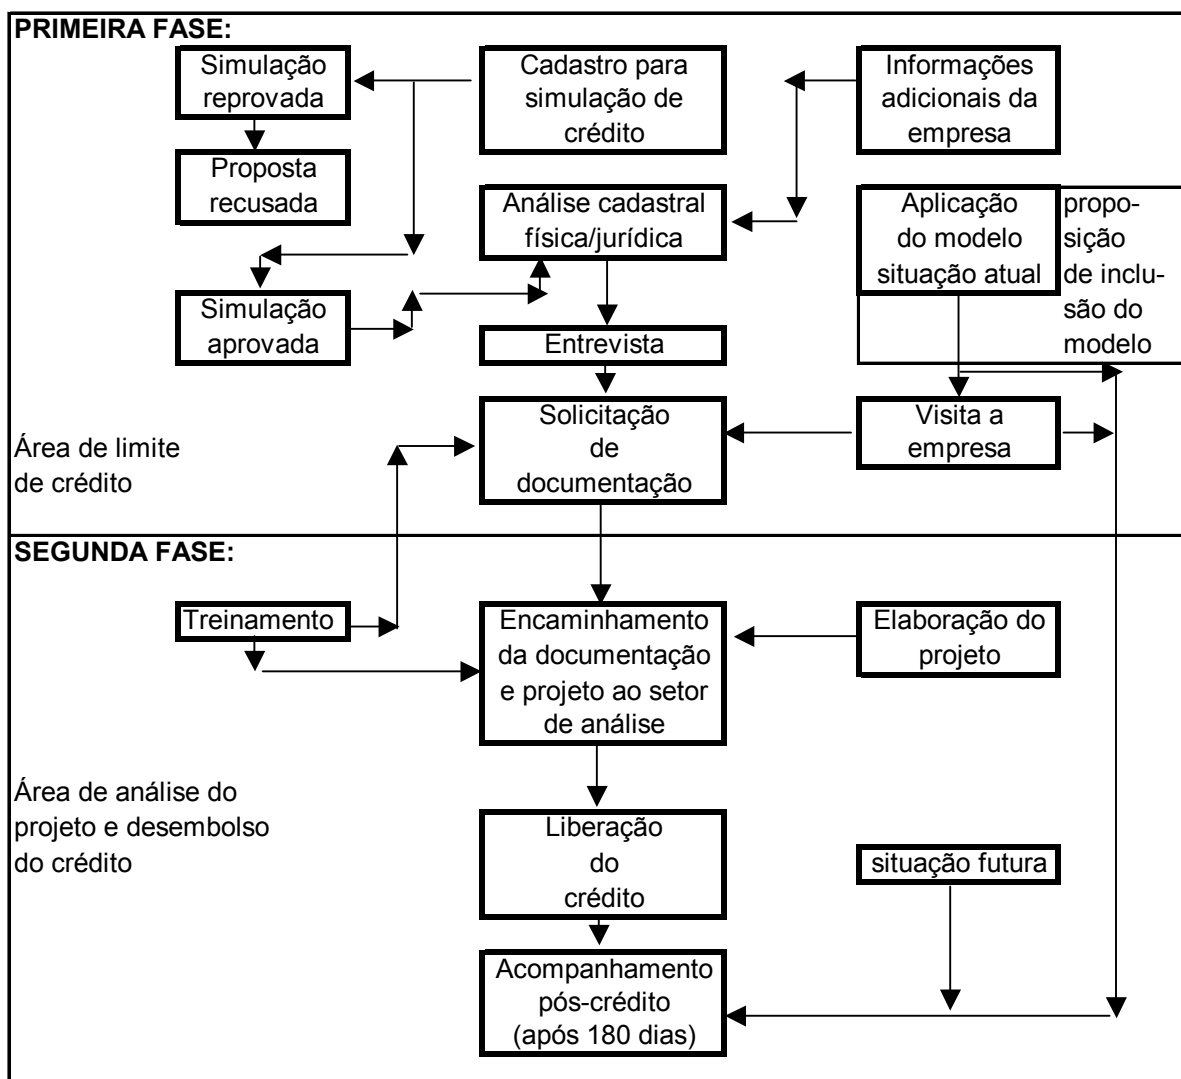 PRIMEIRA FASE:
Simulação
reprovada
Cadastro para
simulação de
crédito
Informações
adicionais da
empresa
Proposta
recusada
Análise cadastral
física/jurídica
Aplicação
do modelo
situação atual
propo-
sição
de inclu-
são do
modelo
Simulação
aprovada
Entrevista
Solicitação
de
documentação
Visita a
empresa
Área de limite
de crédito
SEGUNDA FASE:
Treinamento
Encaminhamento
da documentação
e projeto ao setor
de análise
Elaboração do
projeto
Área de análise do
projeto e desembolso
do crédito
Liberação
do
crédito
situação futura
Acompanhamento
pós-crédito
(após 180 dias)